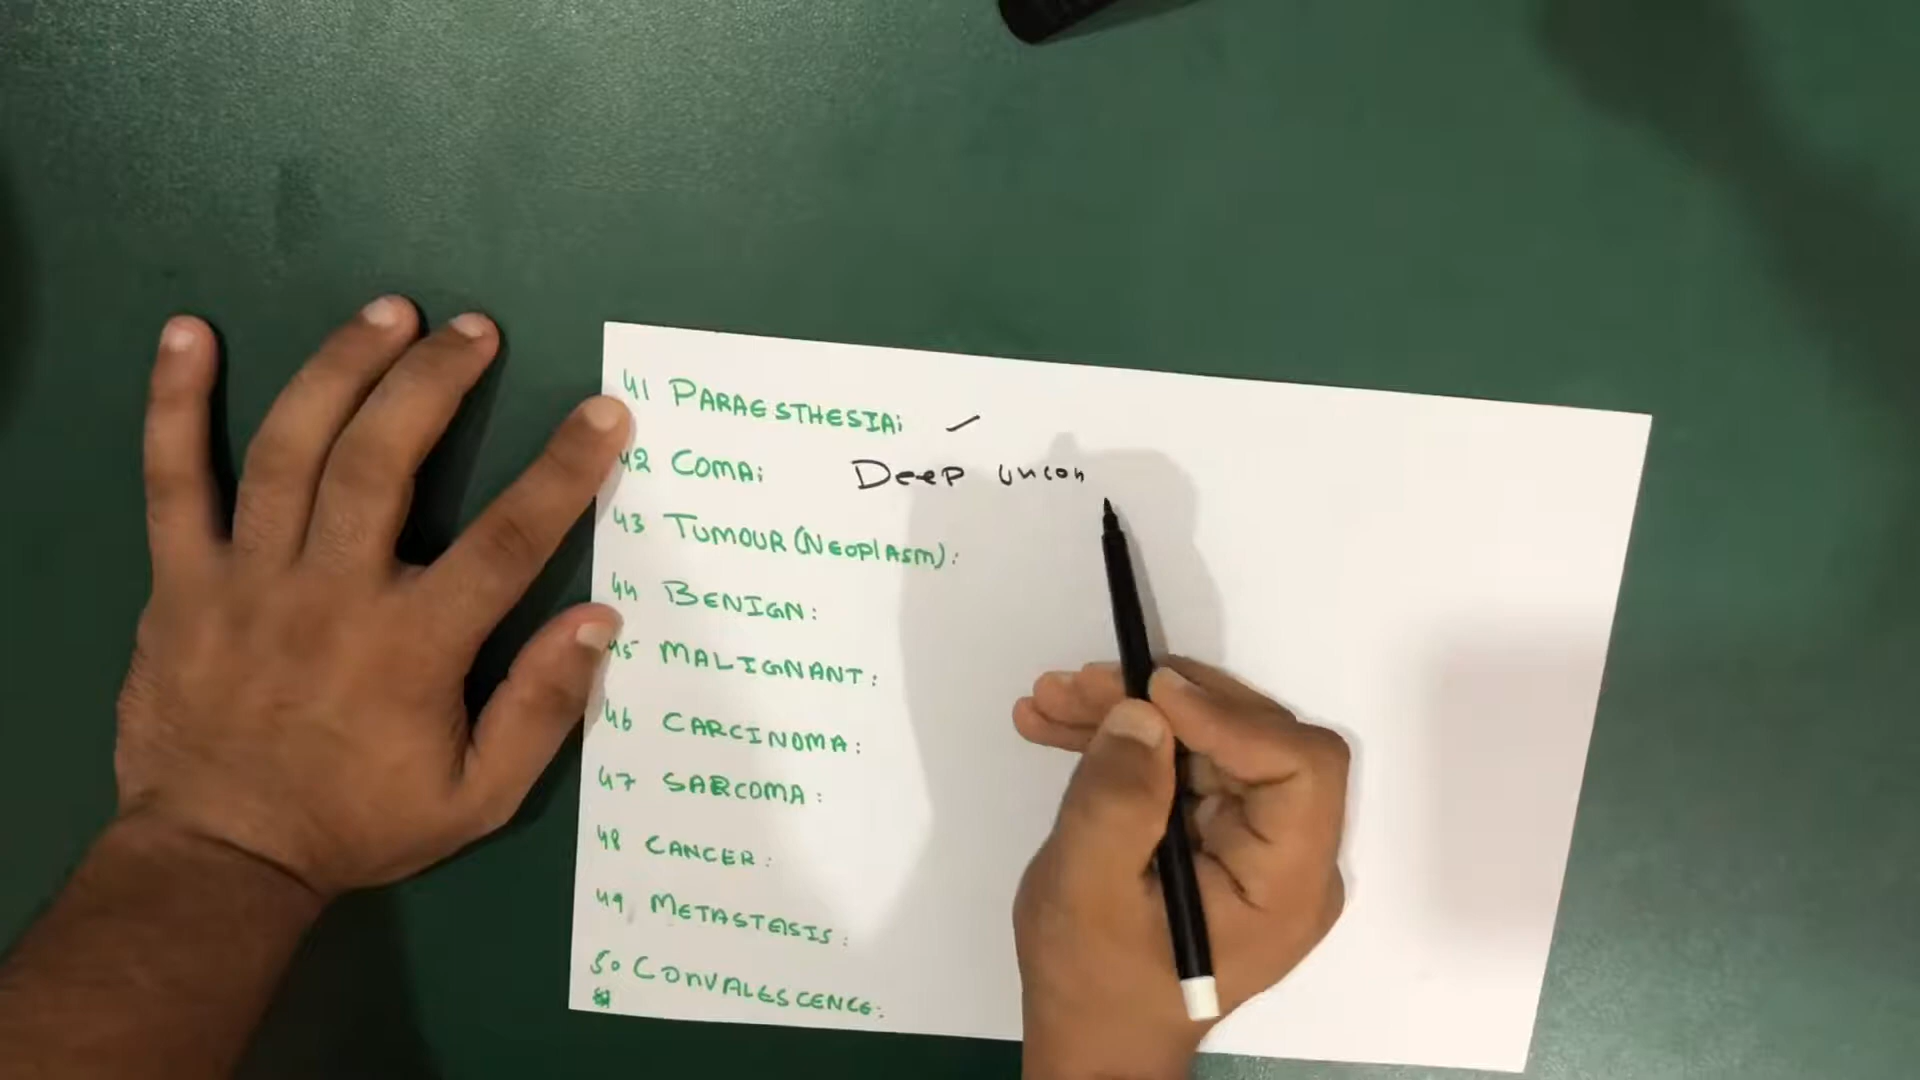 41 PARAESTHESIA: ✓
42 COMA: Deep uncon
43 TUMOUR (NEOPlASM):
44 BENIGN:
45 MALIGNANT:
46 CARCINOMA:
47 SARCOMA:
48 CANCER:
49 METASTASIS:
50 CONVALESCENCE: